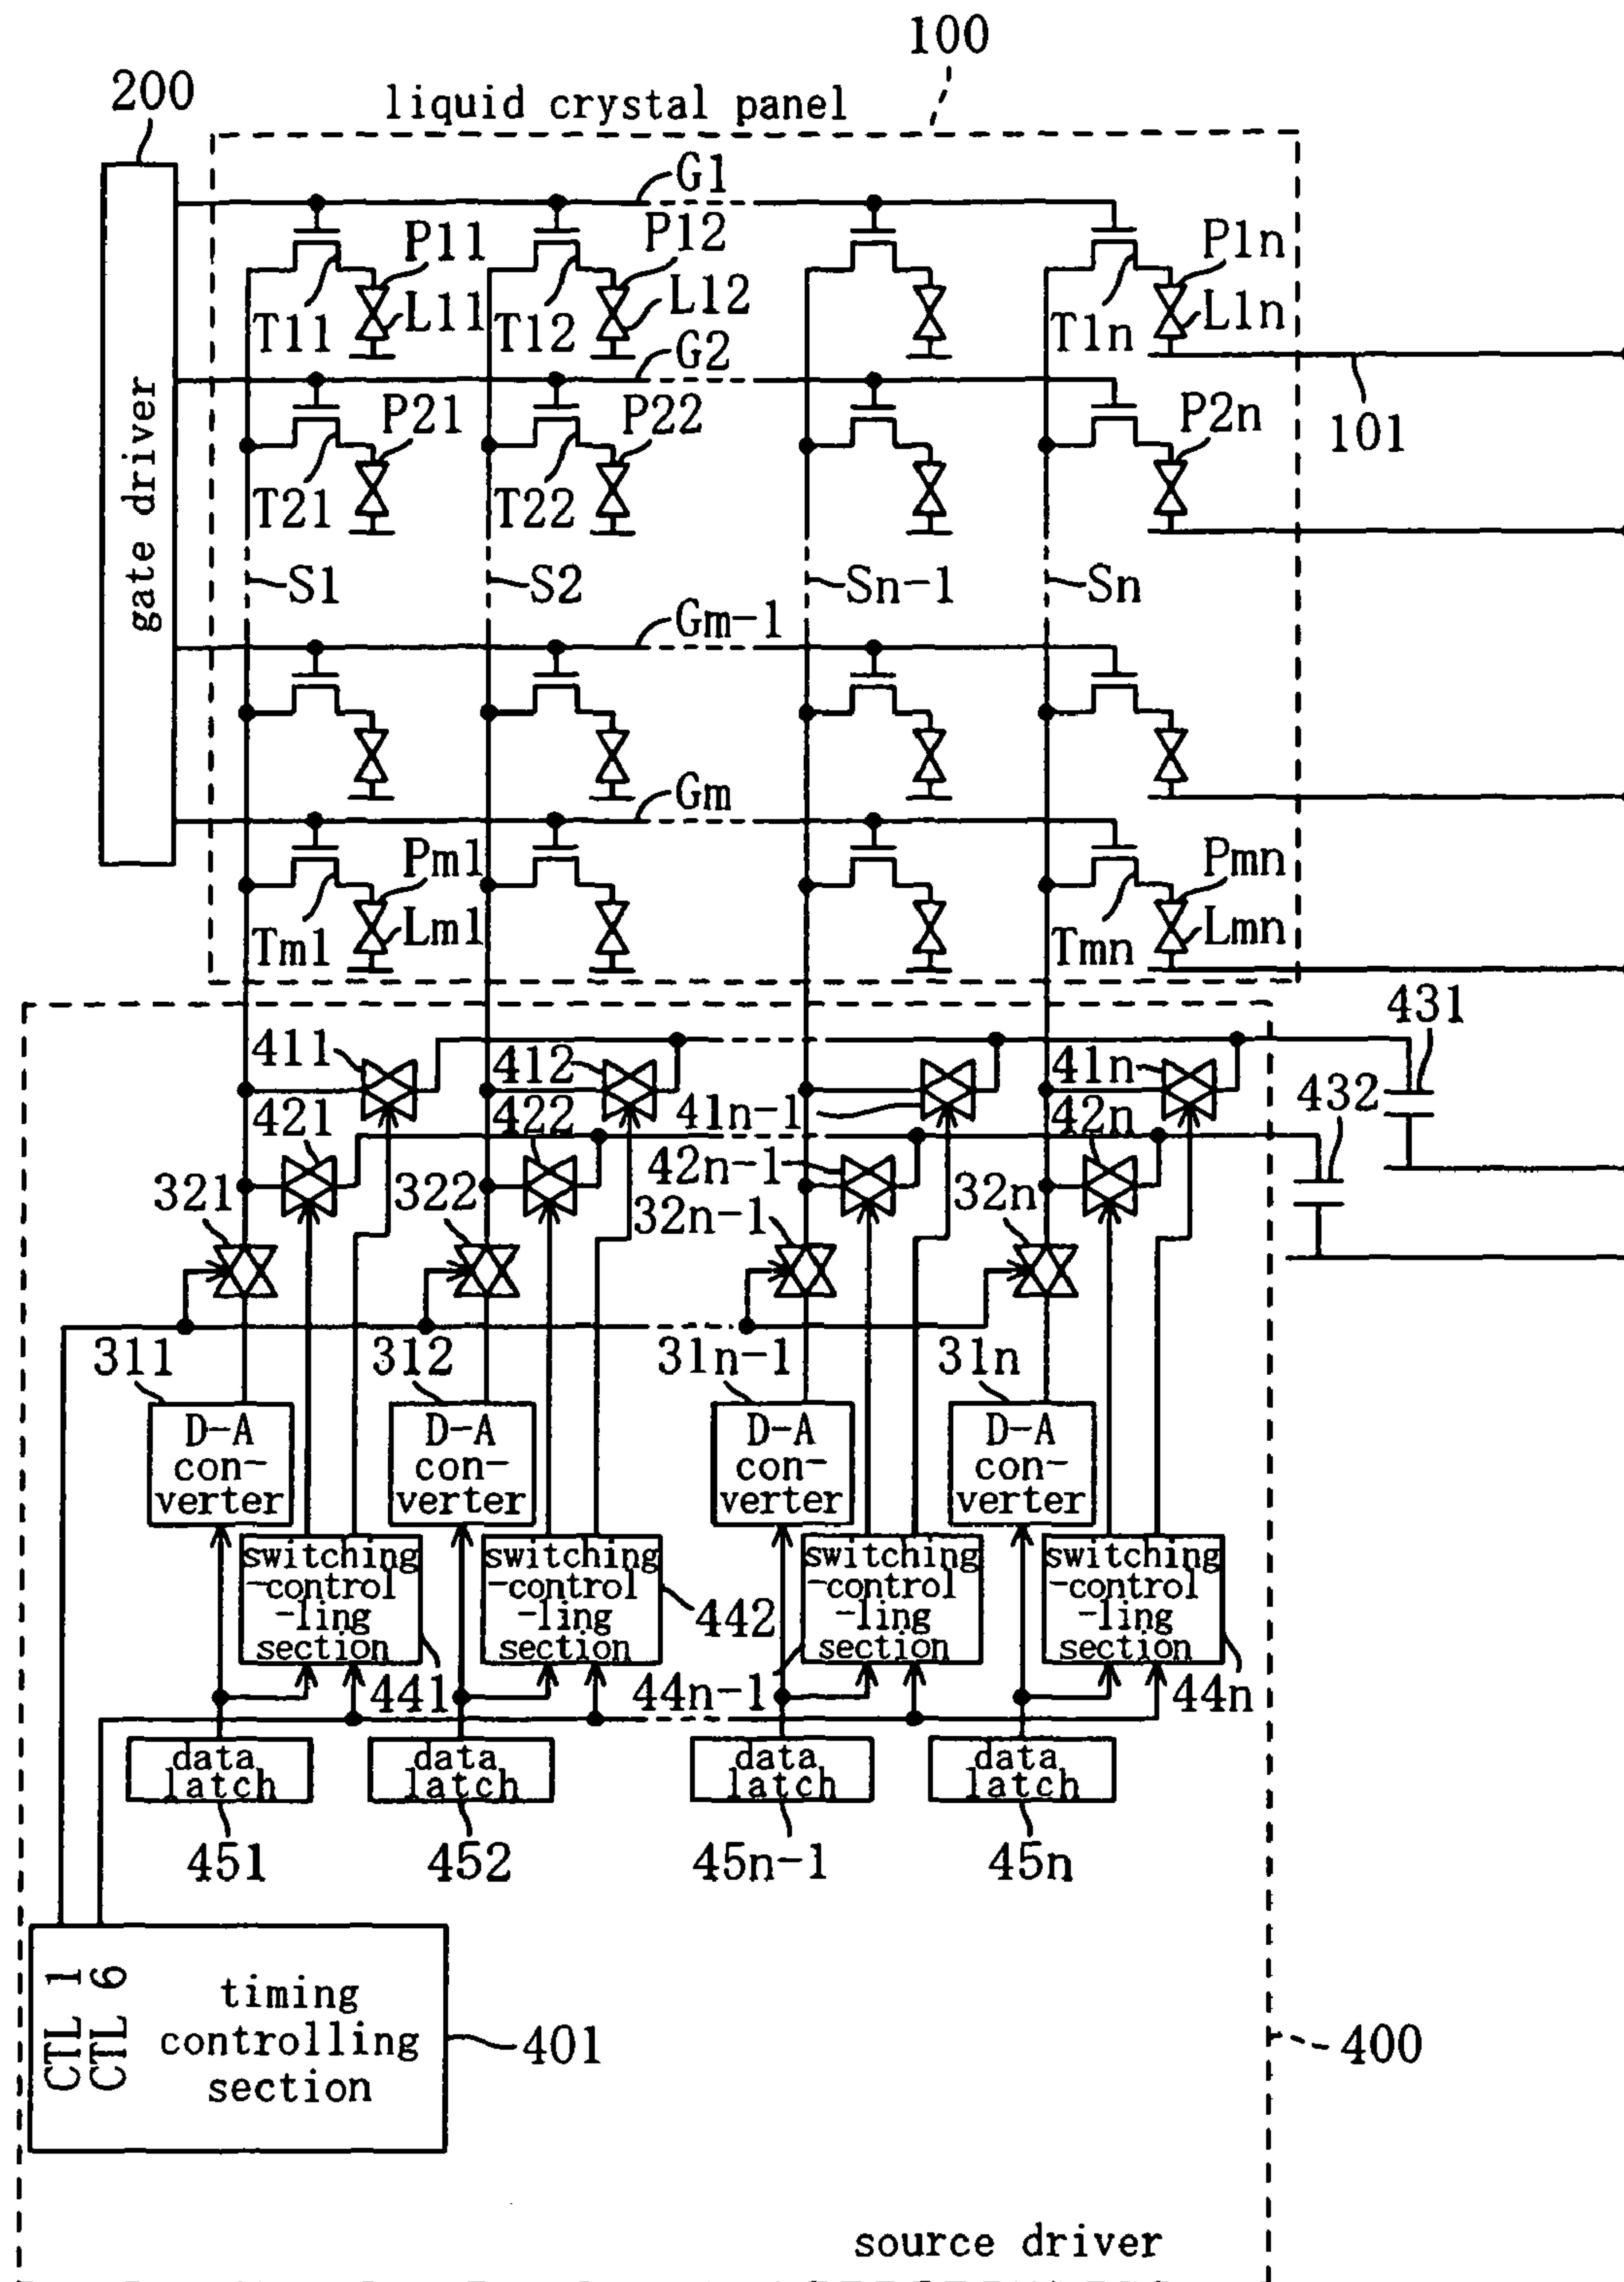 100
200
liquid crystal panel
G1
P11
P12
P1n
L11
L12
L1n
T11
T12
T1n
G2
P21
P22
P2n
101
T21
T22
gate driver
S1
S2
Sn-1
Sn
Gm-1
Gm
Pm1
Pmn
Lm1
Lmn
Tm1
Tmn
431
411
412
41n-1
41n
432
421
422
42n-1
42n
321
322
32n-1
32n
311
312
31n-1
31n
D-A
con-
verter
D-A
con-
verter
D-A
con-
verter
D-A
con-
verter
switching
-control
-ling
section
switching
-control
-ling
section
switching
-control
-ling
section
switching
-control
-ling
section
441
442
44n-1
44n
data
latch
data
latch
data
latch
data
latch
451
452
45n-1
45n
CTL 1
CTL 6
timing
controlling
section
401
400
source driver